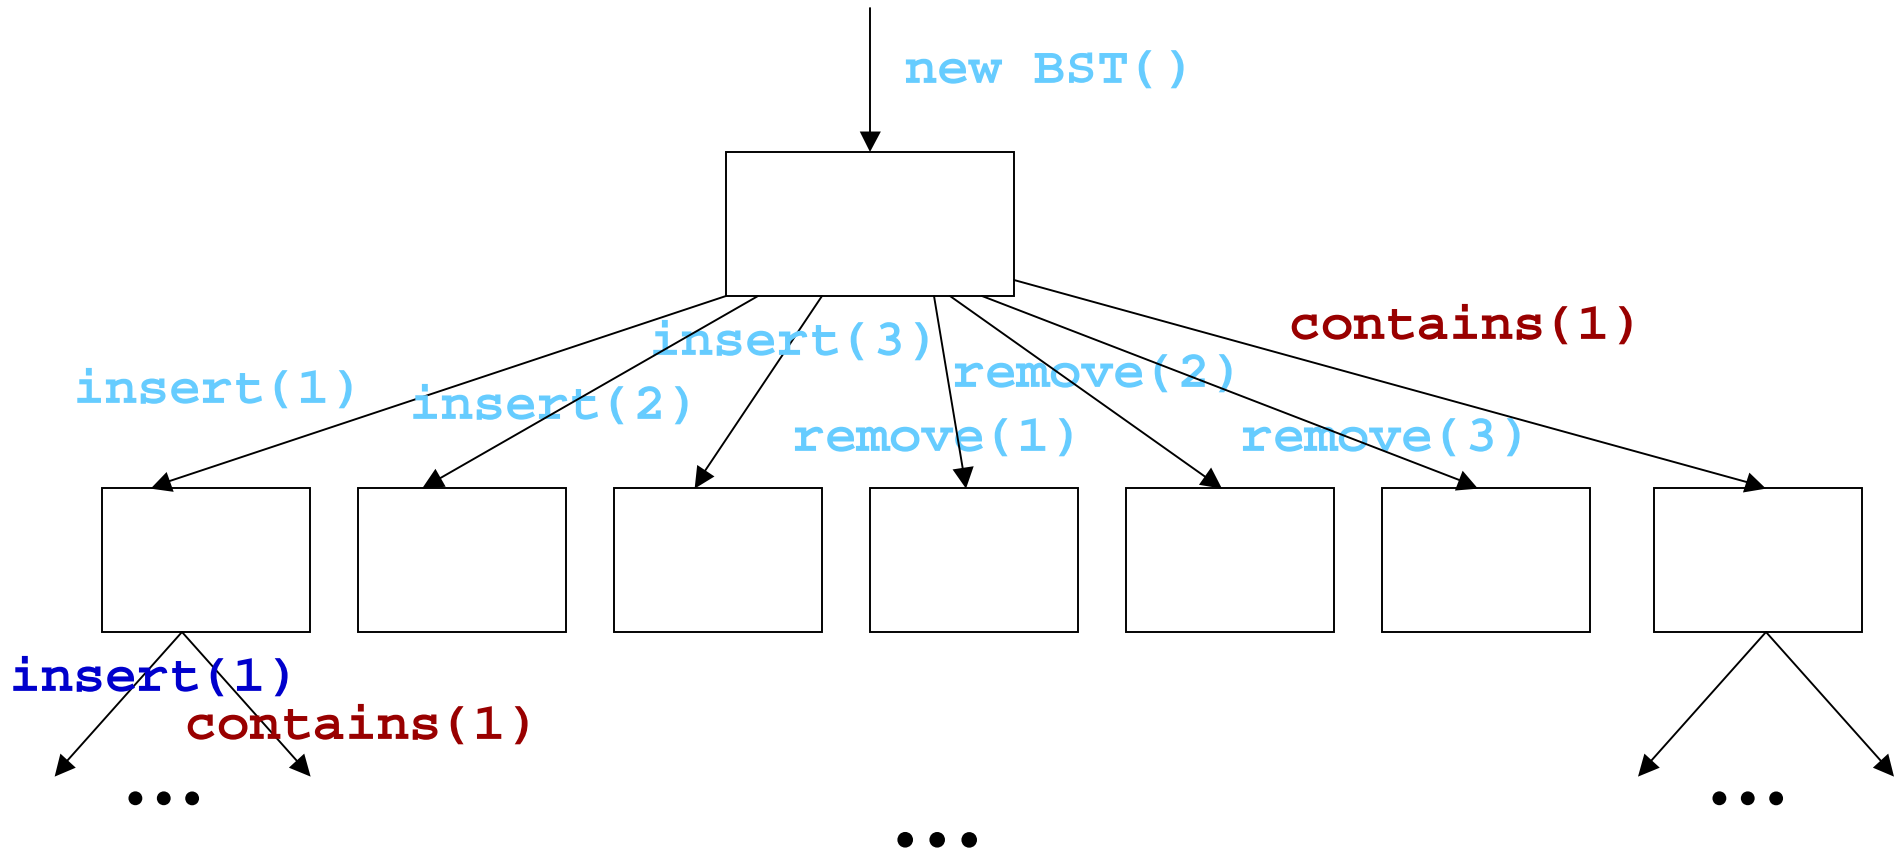 new BST()
contains(1)
insert(3)
remove(2)
insert(1)
insert(2)
remove(1)
remove(3)
insert(1)
contains(1)
...
...
...